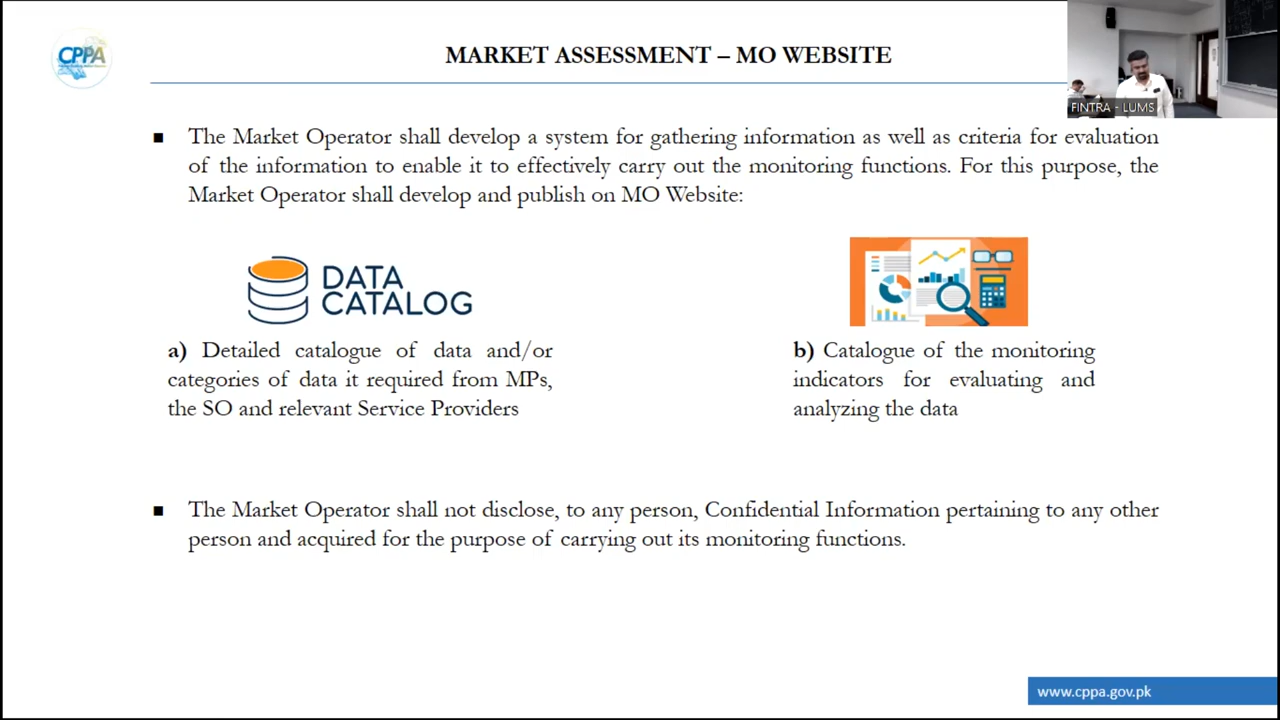 CPPA
MARKET ASSESSMENT – MO WEBSITE
FINTRA - LUMS
■ The Market Operator shall develop a system for gathering information as well as criteria for evaluation
of the information to enable it to effectively carry out the monitoring functions. For this purpose, the
Market Operator shall develop and publish on MO Website:
DATA
CATALOG
a) Detailed catalogue of data and/or
categories of data it required from MPs,
the SO and relevant Service Providers
b) Catalogue of the monitoring
indicators for evaluating and
analyzing the data
■ The Market Operator shall not disclose, to any person, Confidential Information pertaining to any other
person and acquired for the purpose of carrying out its monitoring functions.
www.cppa.gov.pk